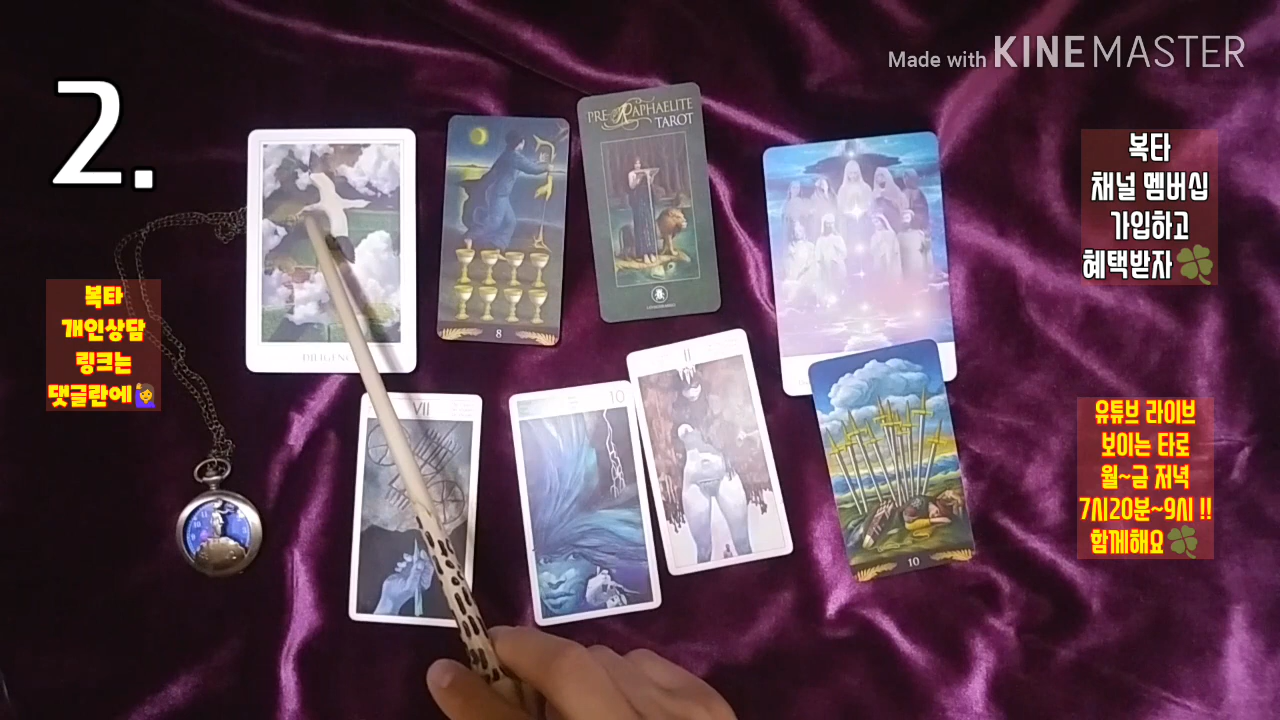 Made with KINEMASTER
2.
복타
채널 멤버십
가입하고
혜택받자🍀
PRE RAPHAELITE
TAROT
8
복타
개인상담
링크는
댓글란에🙋‍♀️
VII
10
II
10
유튜브 라이브
보이는 타로
월~금 저녁
7시20분~9시 !!
함께해요🍀